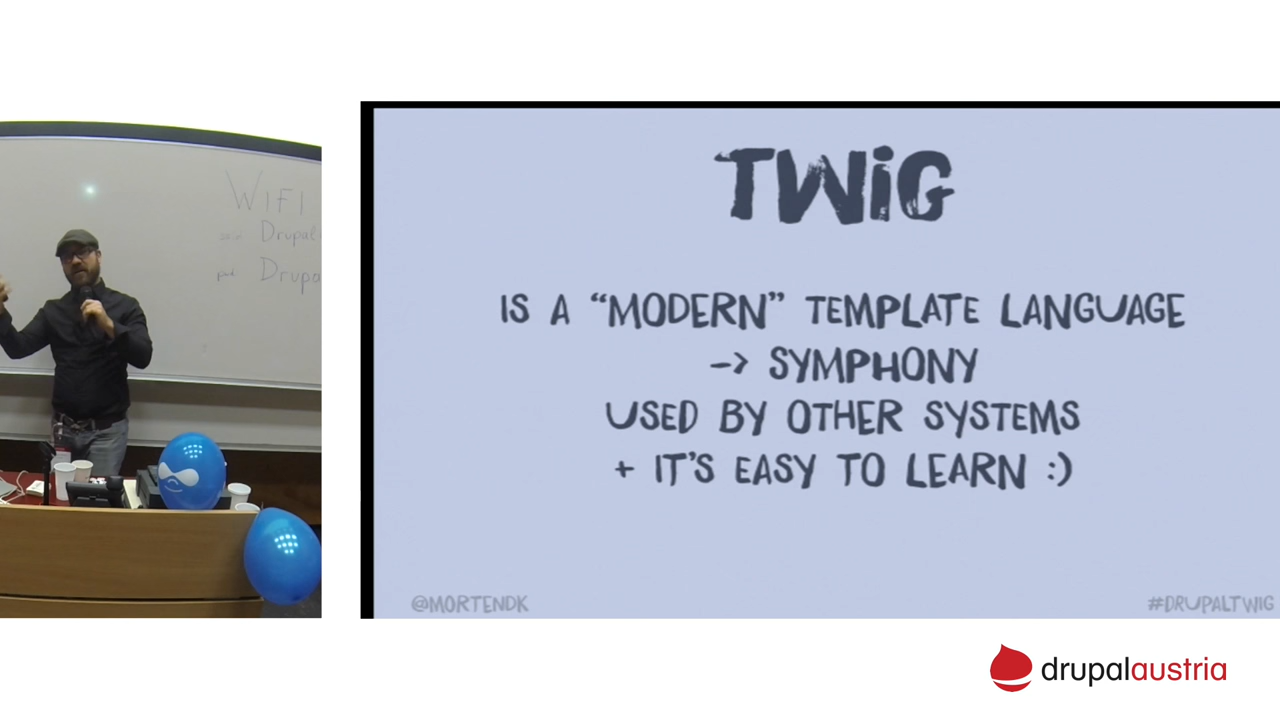 WIFI
Drupal
Drupa
TWiG
IS A “MODERN” TEMPLATE LANGUAGE
-> SYMPHONY
USED BY OTHER SYSTEMS
+ IT'S EASY TO LEARN :)
@MORTENDK
#DRUPALTWIG
drupalaustria